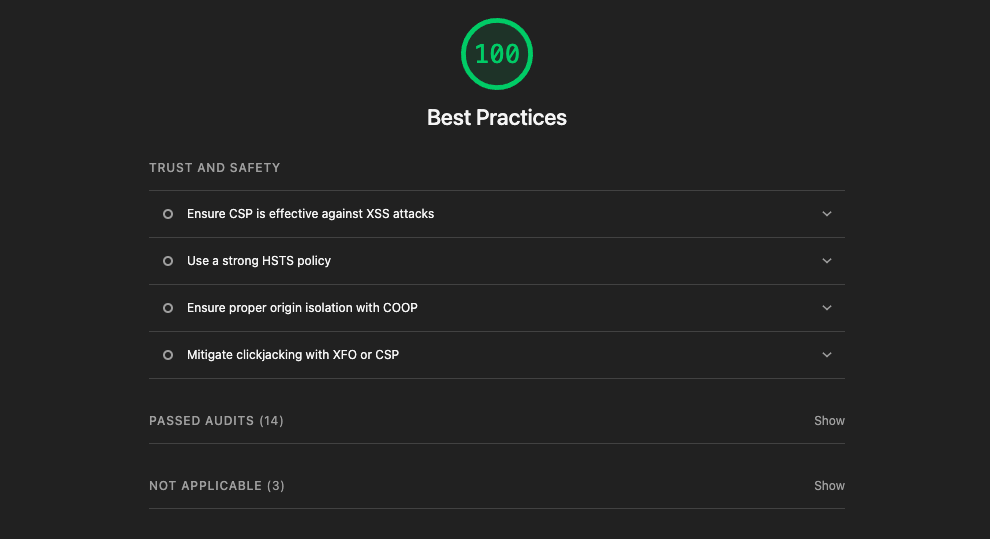 100
Best Practices
TRUST AND SAFETY
Ensure CSP is effective against XSS attacks
Use a strong HSTS policy
Ensure proper origin isolation with COOP
Mitigate clickjacking with XFO or CSP
PASSED AUDITS (14) Show
NOT APPLICABLE (3) Show